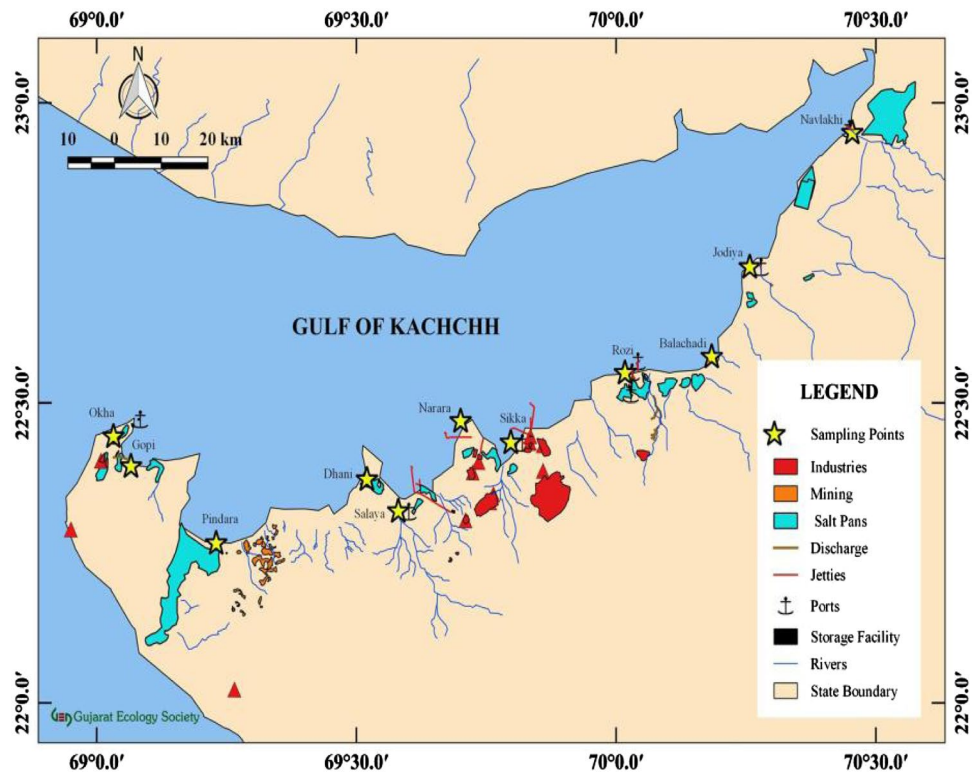 69°0.0' 69°30.0' 70°0.0' 70°30.0'
N
10 0 10 20 km
23°0.0' 23°0.0'
Navlakhi
Jodiya
GULF OF KACHCHH
Rozi Balachadi
22°30.0' 22°30.0'
Okha
Narara
Sikka
Gopi
Dhani
Salaya
Pindara
LEGEND
Sampling Points
Industries
Mining
Salt Pans
Discharge
Jetties
Ports
Storage Facility
Rivers
State Boundary
22°0.0' 22°0.0'
Gujarat Ecology Society
69°0.0' 69°30.0' 70°0.0' 70°30.0'